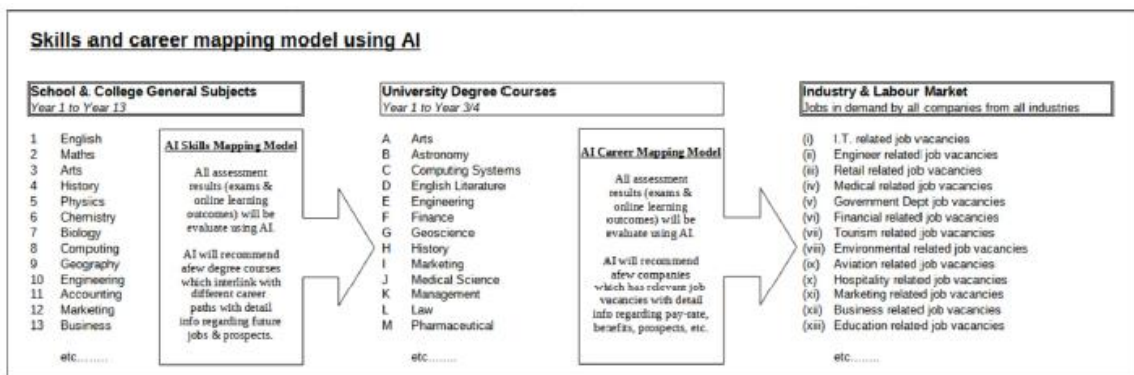 Skills and career mapping model using AI
School & College General Subjects
Year 1 to Year 13
1 English
2 Maths
3 Arts
4 History
5 Physics
6 Chemistry
7 Biology
8 Computing
9 Geography
10 Engineering
11 Accounting
12 Marketing
13 Business
etc........
AI Skills Mapping Model
All assessment
results (exams &
online learning
outcomes) will be
evaluate using AI.
AI will recommend
afew degree courses
which interlink with
different career
paths with detail
info regarding future
jobs & prospects.
University Degree Courses
Year 1 to Year 3/4
A Arts
B Astronomy
C Computing Systems
D English Literature
E Engineering
F Finance
G Geoscience
H History
I Marketing
J Medical Science
K Management
L Law
M Pharmaceutical
etc........
AI Career Mapping Model
All assessment
results (exams &
online learning
outcomes) will be
evaluate using AI.
AI will recommend
afew companies
which has relevant job
vacancies with detail
info regarding pay-rate,
benefits, prospects, etc.
Industry & Labour Market
Jobs in demand by all companies from all industries
(i) I.T. related job vacancies
(ii) Engineer related job vacancies
(iii) Retail related job vacancies
(iv) Medical related job vacancies
(v) Government Dept job vacancies
(vi) Financial related job vacancies
(vii) Tourism related job vacancies
(viii) Environmental related job vacancies
(ix) Aviation related job vacancies
(x) Hospitality related job vacancies
(xi) Marketing related job vacancies
(xii) Business related job vacancies
(xiii) Education related job vacancies
etc........